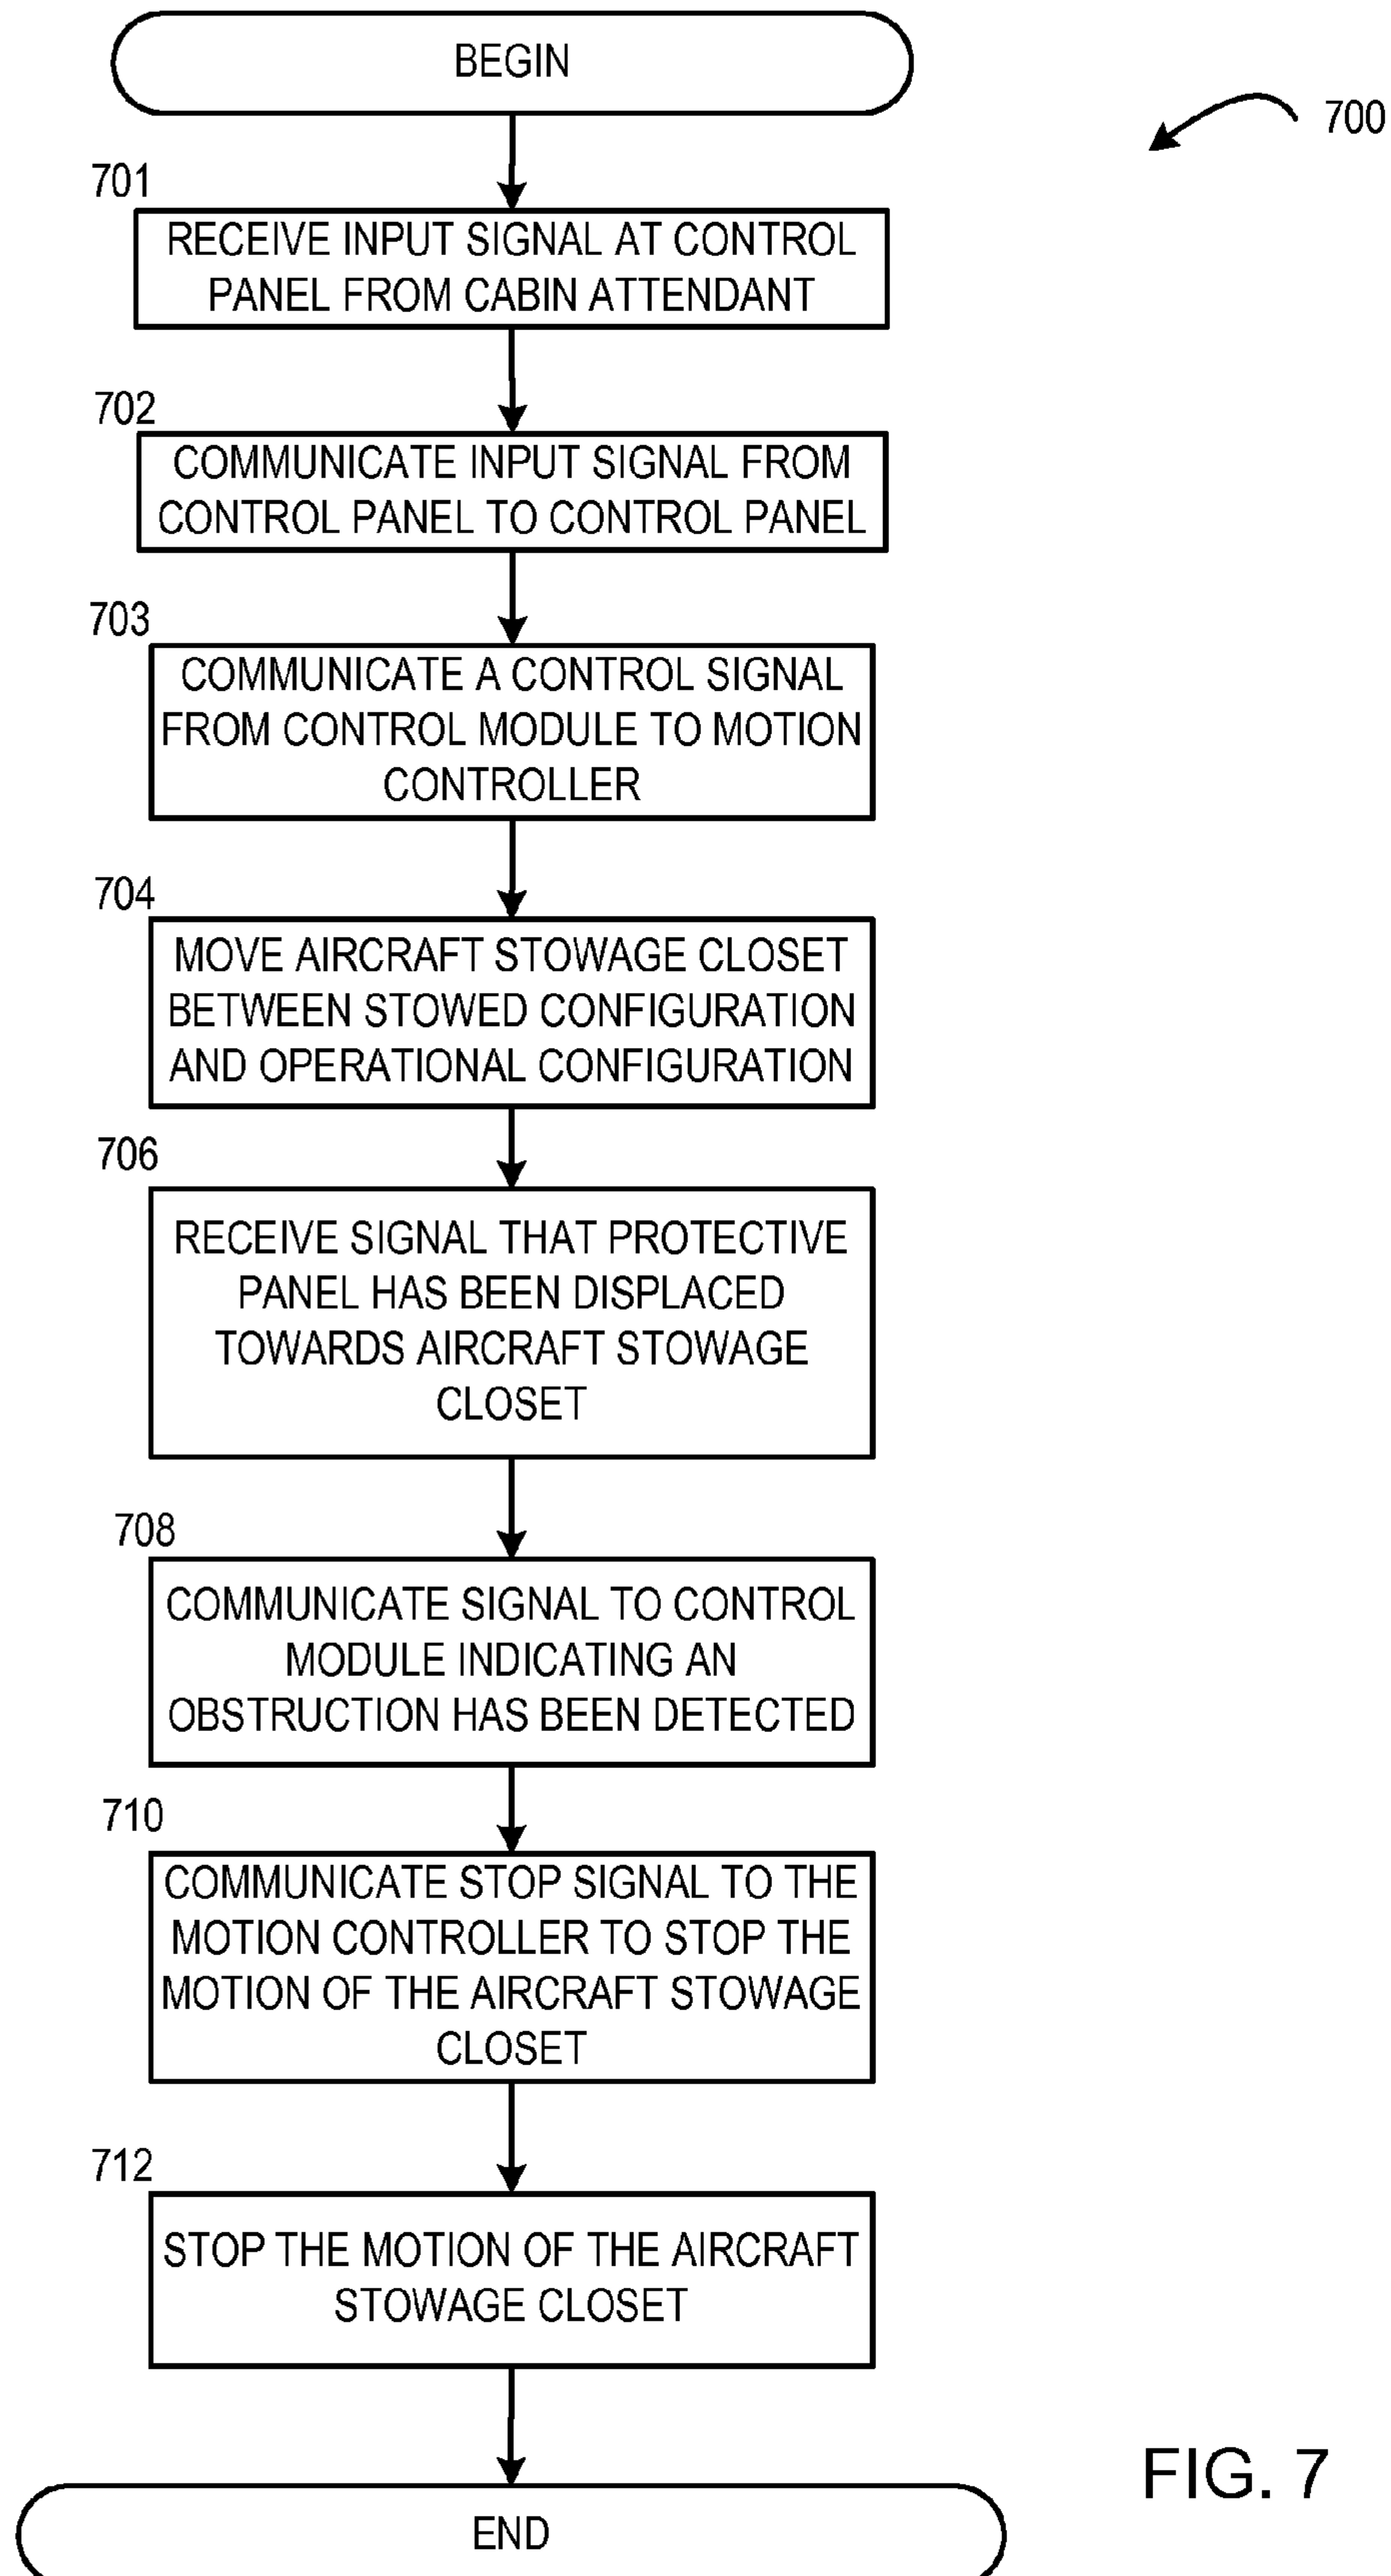 BEGIN
700
701
RECEIVE INPUT SIGNAL AT CONTROL
PANEL FROM CABIN ATTENDANT
702
COMMUNICATE INPUT SIGNAL FROM
CONTROL PANEL TO CONTROL PANEL
703
COMMUNICATE A CONTROL SIGNAL
FROM CONTROL MODULE TO MOTION
CONTROLLER
704
MOVE AIRCRAFT STOWAGE CLOSET
BETWEEN STOWED CONFIGURATION
AND OPERATIONAL CONFIGURATION
706
RECEIVE SIGNAL THAT PROTECTIVE
PANEL HAS BEEN DISPLACED
TOWARDS AIRCRAFT STOWAGE
CLOSET
708
COMMUNICATE SIGNAL TO CONTROL
MODULE INDICATING AN
OBSTRUCTION HAS BEEN DETECTED
710
COMMUNICATE STOP SIGNAL TO THE
MOTION CONTROLLER TO STOP THE
MOTION OF THE AIRCRAFT STOWAGE
CLOSET
712
STOP THE MOTION OF THE AIRCRAFT
STOWAGE CLOSET
END
FIG. 7